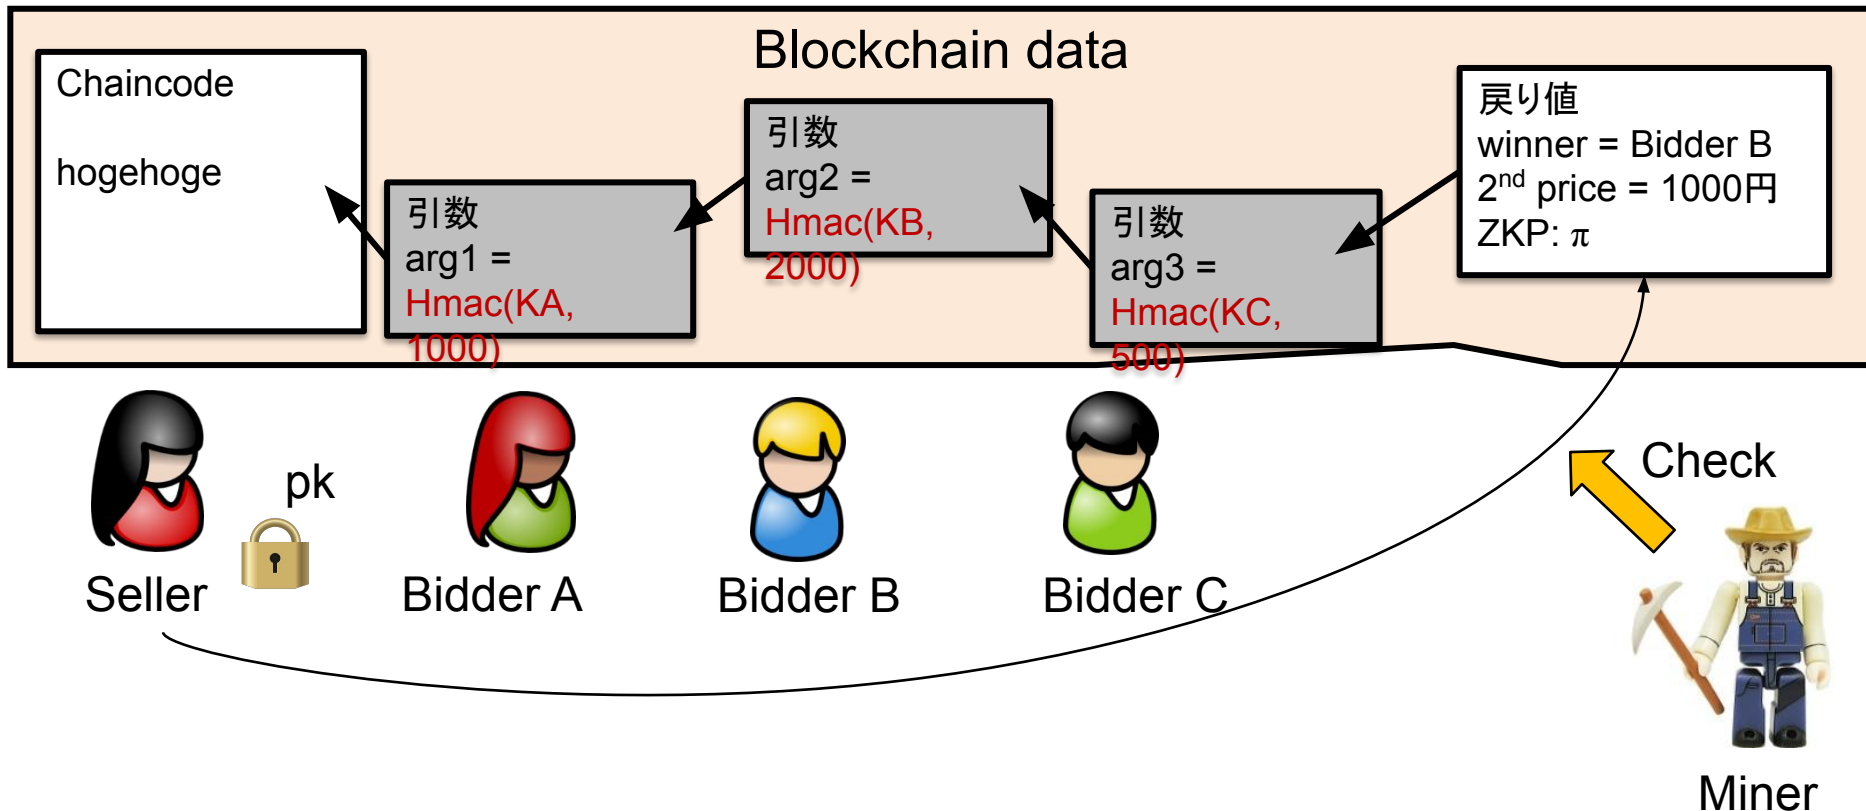 Blockchain data
Chaincode
hogehoge
引数
arg1 =
Hmac(KA,
1000)
引数
arg2 =
Hmac(KB,
2000)
引数
arg3 =
Hmac(KC,
500)
戻り値
winner = Bidder B
2nd price = 1000円
ZKP: π
pk
Check
Seller
Bidder A
Bidder B
Bidder C
Miner